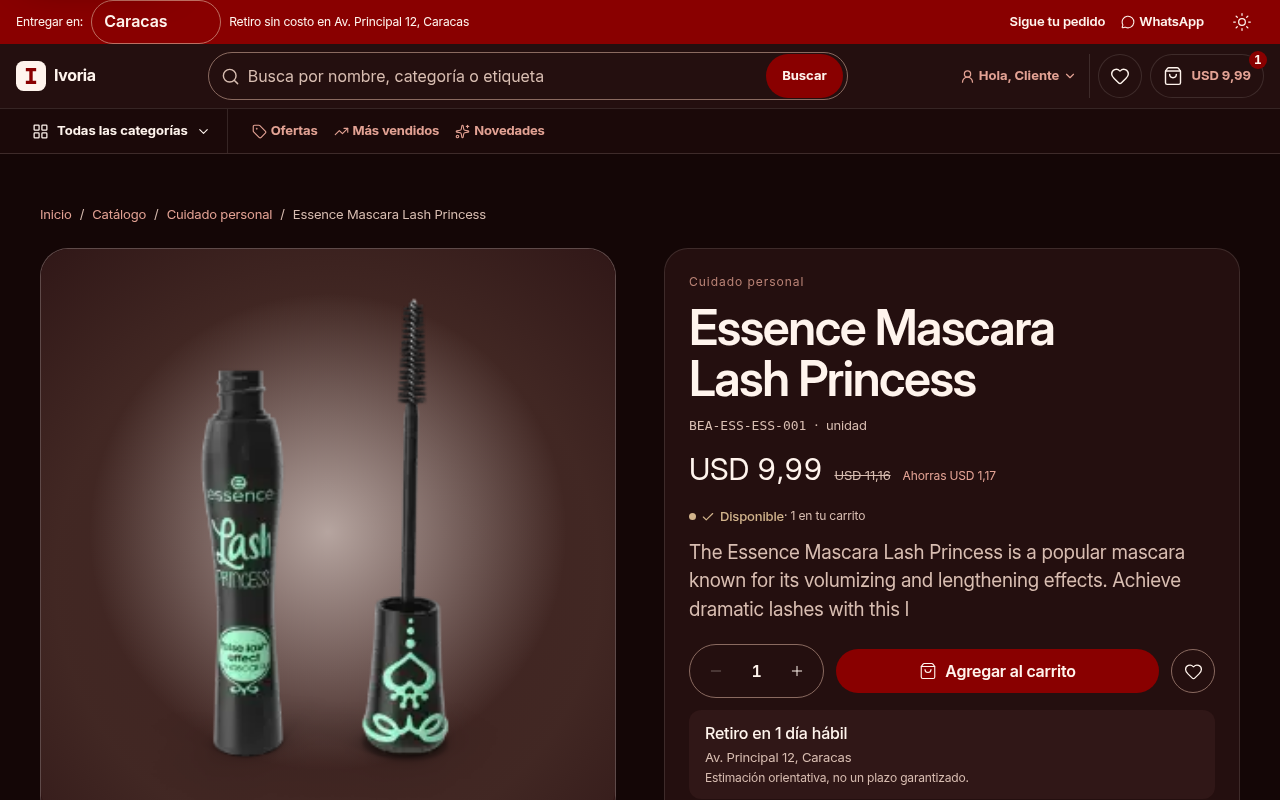 Entregar en: Caracas Retiro sin costo en Av. Principal 12, Caracas Sigue tu pedido WhatsApp
I Ivoria Busca por nombre, categoría o etiqueta Buscar Hola, Cliente USD 9,99 1
Todas las categorías Ofertas Más vendidos Novedades
Inicio / Catálogo / Cuidado personal / Essence Mascara Lash Princess
essence
Lash
PRINCESS
false lash
effect
mascara
Cuidado personal
Essence Mascara
Lash Princess
BEA-ESS-ESS-001 · unidad
USD 9,99 USD 11,16 Ahorras USD 1,17
Disponible · 1 en tu carrito
The Essence Mascara Lash Princess is a popular mascara
known for its volumizing and lengthening effects. Achieve
dramatic lashes with this l
− 1 + Agregar al carrito
Retiro en 1 día hábil
Av. Principal 12, Caracas
Estimación orientativa, no un plazo garantizado.